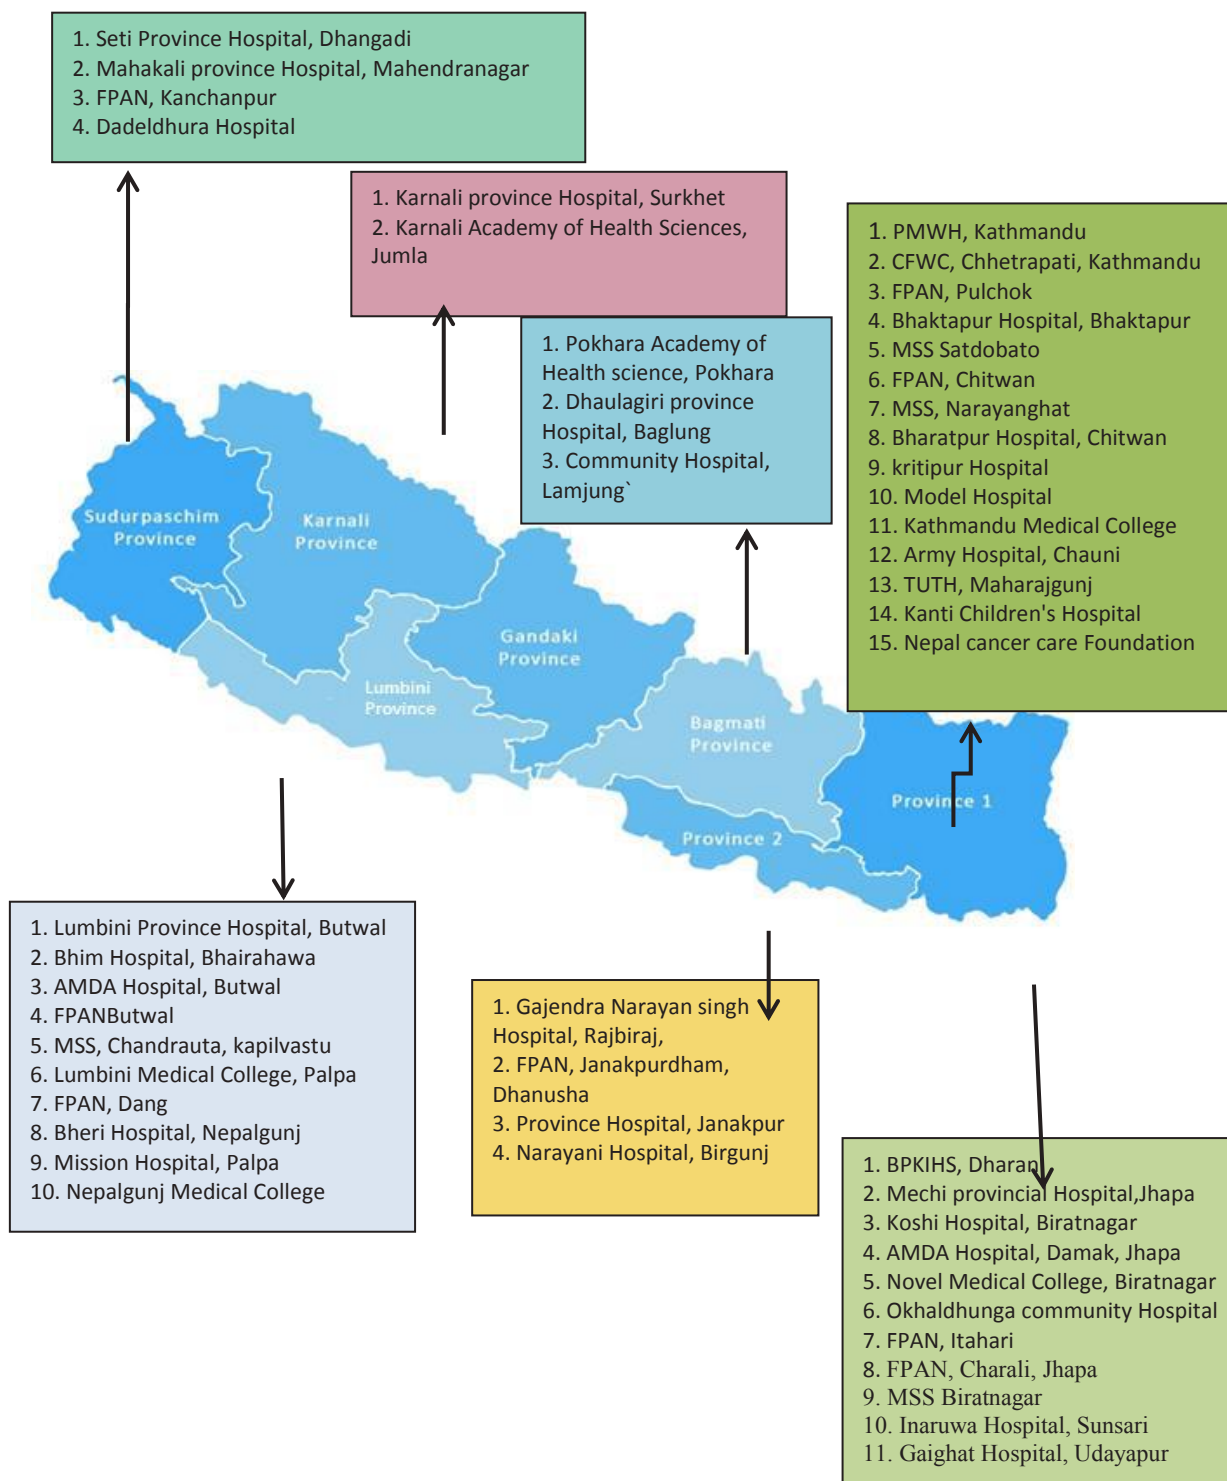 1. Seti Province Hospital, Dhangadi
2. Mahakali province Hospital, Mahendranagar
3. FPAN, Kanchanpur
4. Dadeldhura Hospital
1. Karnali province Hospital, Surkhet
2. Karnali Academy of Health Sciences,
Jumla
1. PMWH, Kathmandu
2. CFWC, Chhetrapati, Kathmandu
3. FPAN, Pulchok
4. Bhaktapur Hospital, Bhaktapur
5. MSS Satdobato
6. FPAN, Chitwan
7. MSS, Narayanghat
8. Bharatpur Hospital, Chitwan
9. kritipur Hospital
10. Model Hospital
11. Kathmandu Medical College
12. Army Hospital, Chauni
13. TUTH, Maharajgunj
14. Kanti Children's Hospital
15. Nepal cancer care Foundation
1. Pokhara Academy of
Health science, Pokhara
2. Dhaulagiri province
Hospital, Baglung
3. Community Hospital,
Lamjung`
Sudurpaschim
Province
Karnali
Province
Gandaki
Province
Lumbini
Province
Bagmati
Province
Province 1
Province 2
1. Lumbini Province Hospital, Butwal
2. Bhim Hospital, Bhairahawa
3. AMDA Hospital, Butwal
4. FPANButwal
5. MSS, Chandrauta, kapilvastu
6. Lumbini Medical College, Palpa
7. FPAN, Dang
8. Bheri Hospital, Nepalgunj
9. Mission Hospital, Palpa
10. Nepalgunj Medical College
1. Gajendra Narayan singh
Hospital, Rajbiraj,
2. FPAN, Janakpurdham,
Dhanusha
3. Province Hospital, Janakpur
4. Narayani Hospital, Birgunj
1. BPKIHS, Dharan
2. Mechi provincial Hospital,Jhapa
3. Koshi Hospital, Biratnagar
4. AMDA Hospital, Damak, Jhapa
5. Novel Medical College, Biratnagar
6. Okhaldhunga community Hospital
7. FPAN, Itahari
8. FPAN, Charali, Jhapa
9. MSS Biratnagar
10. Inaruwa Hospital, Sunsari
11. Gaighat Hospital, Udayapur